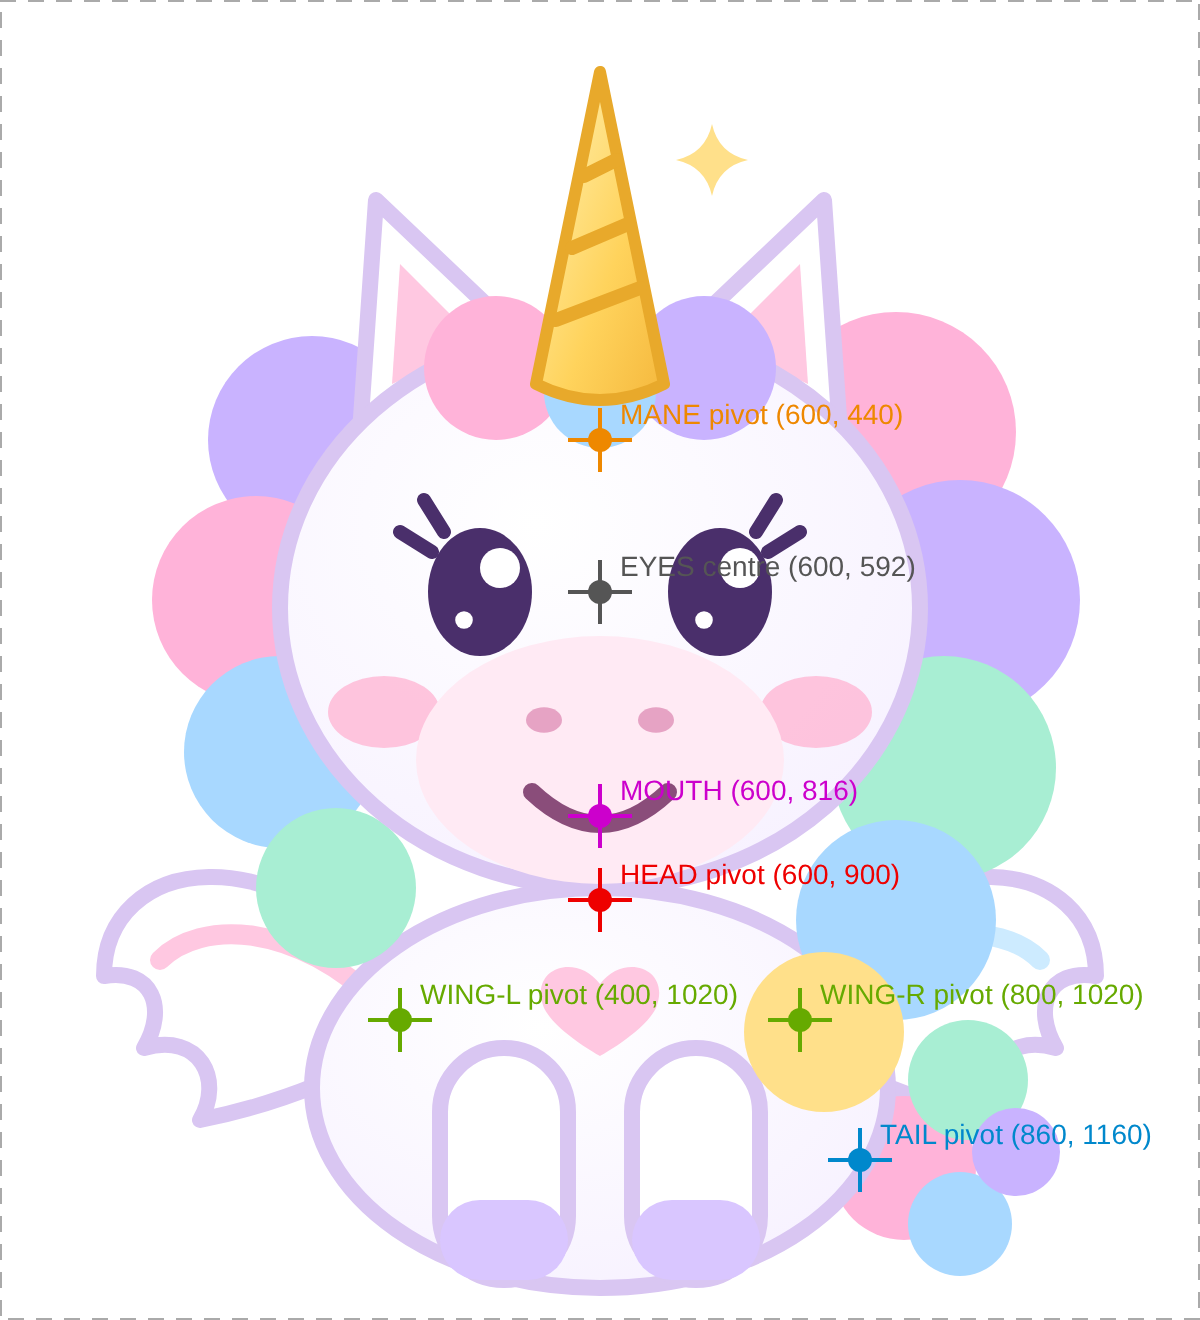 MANE pivot (600, 440)
EYES centre (600, 592)
MOUTH (600, 816)
HEAD pivot (600, 900)
WING-L pivot (400, 1020)
WING-R pivot (800, 1020)
TAIL pivot (860, 1160)